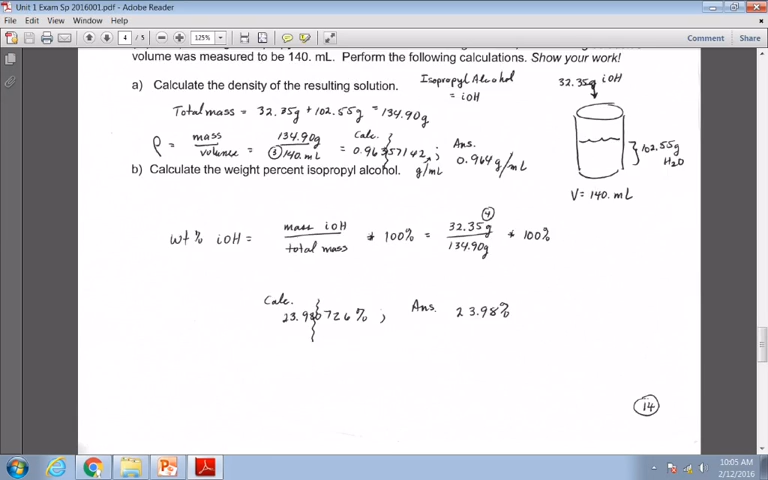 Unit 1 Exam Sp 2016001.pdf - Adobe Reader
File Edit View Window Help
4 / 5 125% Comment Share
volume was measured to be 140. mL. Perform the following calculations. Show your work!
a) Calculate the density of the resulting solution.
Isopropyl Alcohol
= iOH
32.35g iOH
Total mass = 32.35g + 102.55g = 134.90g
ρ = mass / volume = 134.90g / ③ 140. mL = Calc. 0.963557142 g/mL ; Ans. 0.964 g/mL
102.55g
H2O
V = 140. mL
b) Calculate the weight percent isopropyl alcohol.
wt % iOH = mass iOH / total mass * 100% = 32.35g ④ / 134.90g * 100%
Calc. 23.980726% ; Ans. 23.98%
14
10:05 AM
2/12/2016